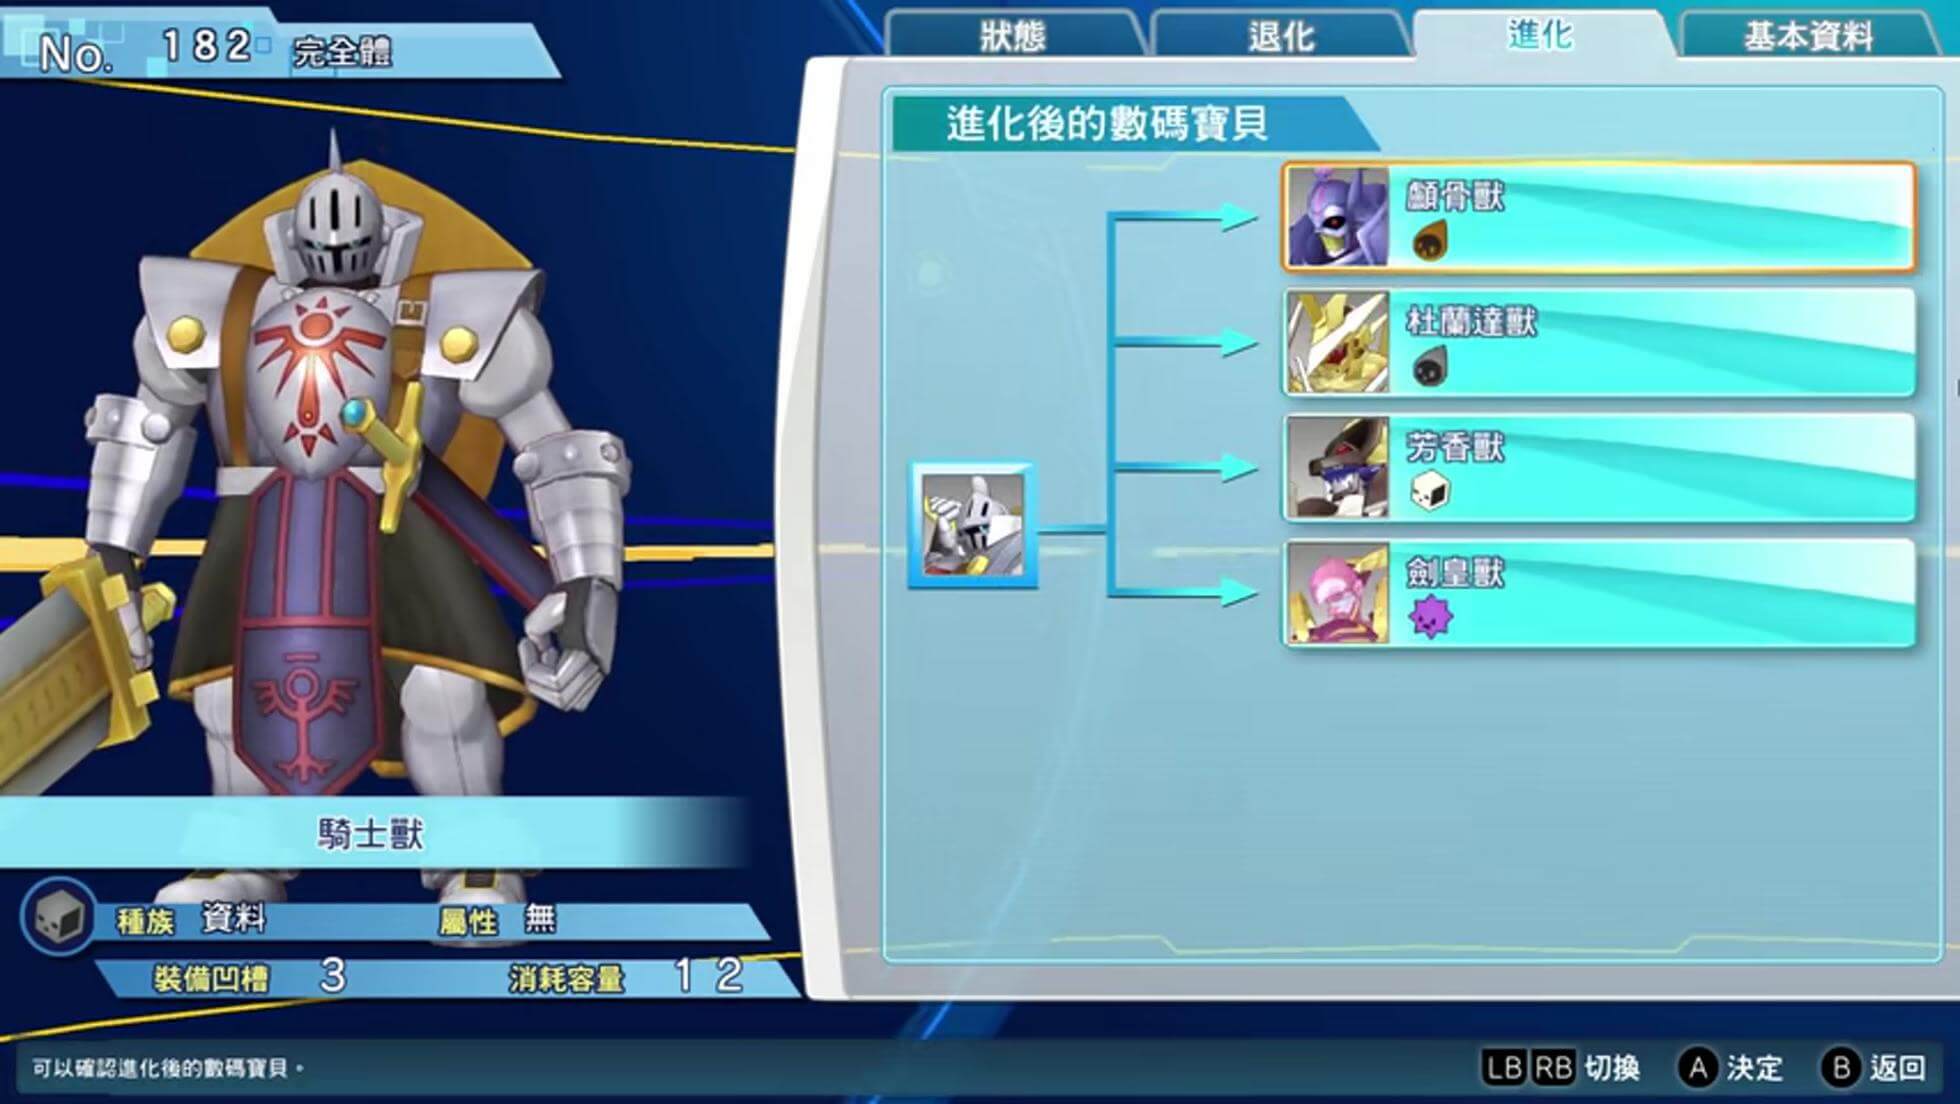 No. 182 完全體
狀態 退化 進化 基本資料
進化後的數碼寶貝
顱骨獸
杜蘭達獸
芳香獸
劍皇獸
騎士獸
種族 資料 屬性 無
裝備凹槽 3 消耗容量 12
可以確認進化後的數碼寶貝。
LB RB 切換 A 決定 B 返回